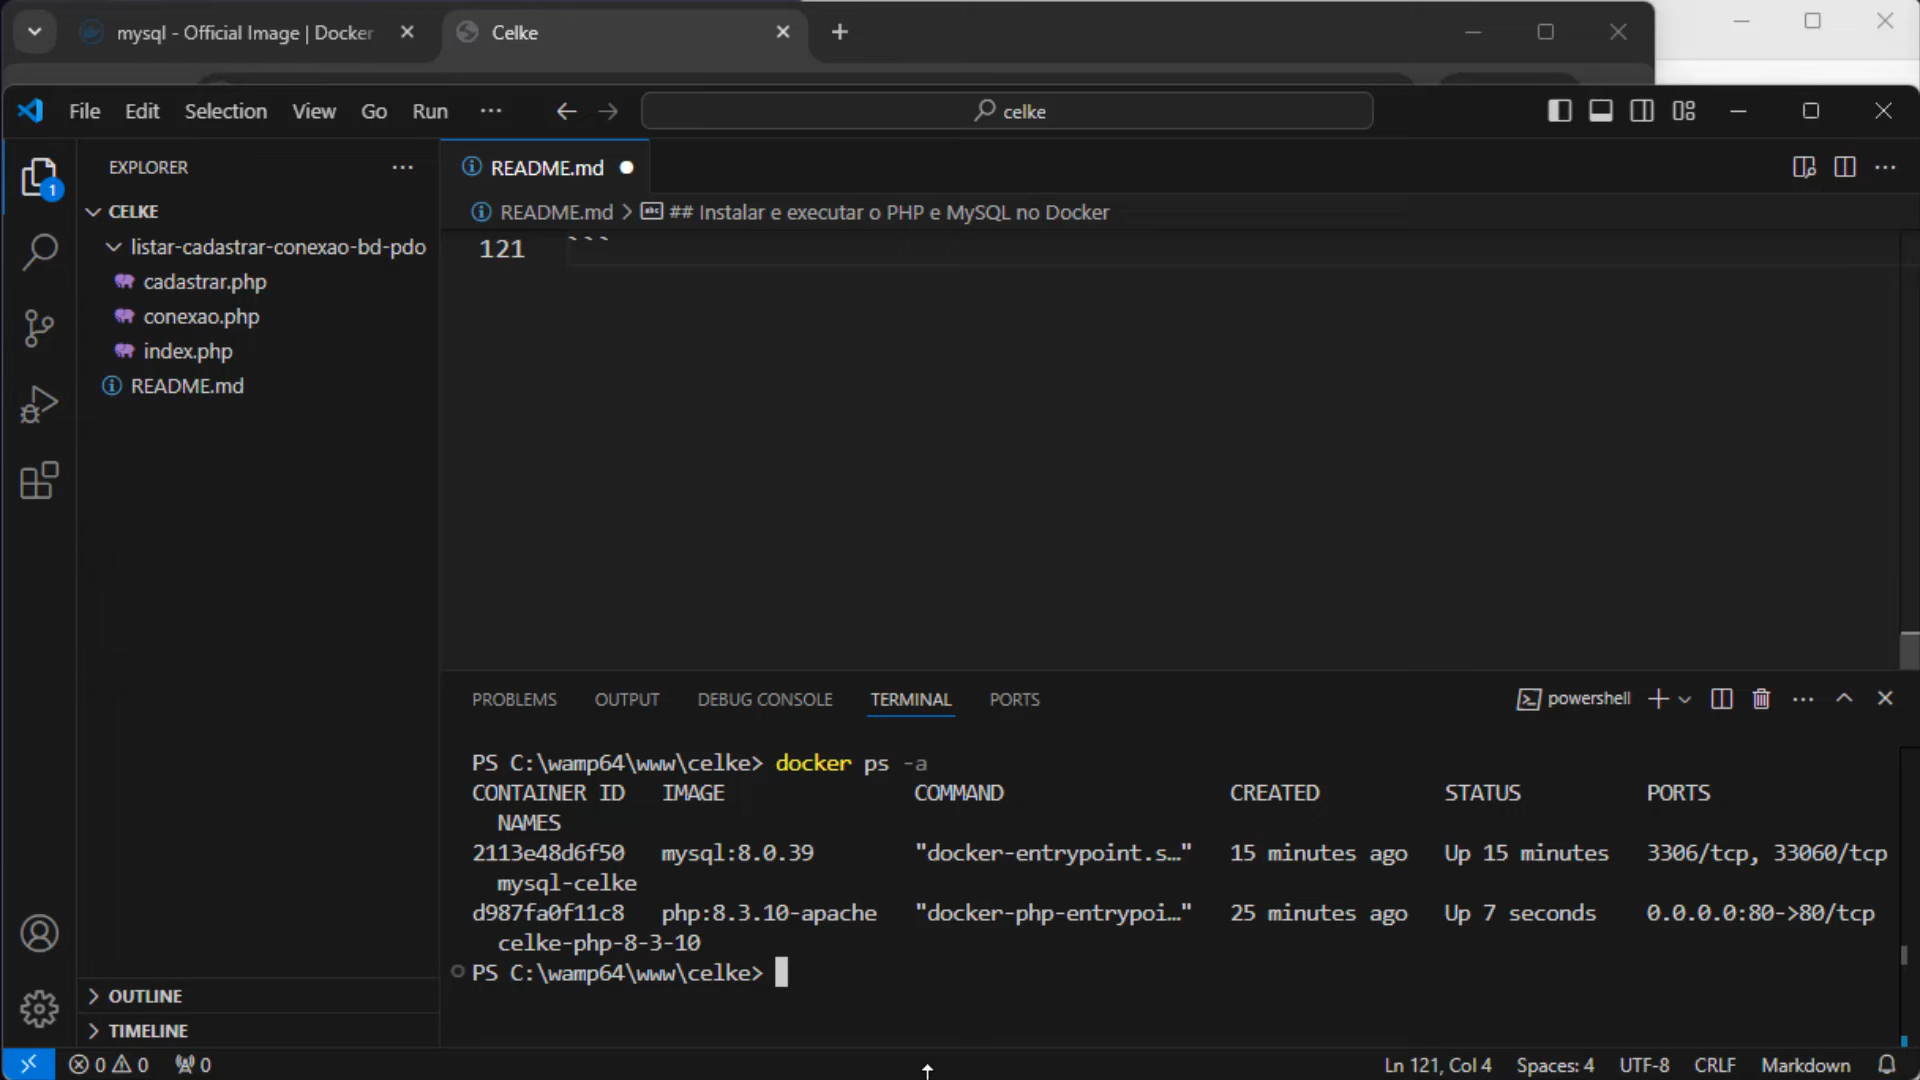 mysql - Official Image | Docker
Celke
File Edit Selection View Go Run ··· celke
EXPLORER ···
README.md
CELKE
README.md > ## Instalar e executar o PHP e MySQL no Docker
listar-cadastrar-conexao-bd-pdo
121 ```
cadastrar.php
conexao.php
index.php
README.md
1
PROBLEMS OUTPUT DEBUG CONSOLE TERMINAL PORTS powershell
PS C:\wamp64\www\celke> docker ps -a
CONTAINER ID IMAGE COMMAND CREATED STATUS PORTS
NAMES
2113e48d6f50 mysql:8.0.39 "docker-entrypoint.s…" 15 minutes ago Up 15 minutes 3306/tcp, 33060/tcp
mysql-celke
d987fa0f11c8 php:8.3.10-apache "docker-php-entrypoi…" 25 minutes ago Up 7 seconds 0.0.0.0:80->80/tcp
celke-php-8-3-10
PS C:\wamp64\www\celke>
OUTLINE
TIMELINE
0 0 0 Ln 121, Col 4 Spaces: 4 UTF-8 CRLF Markdown